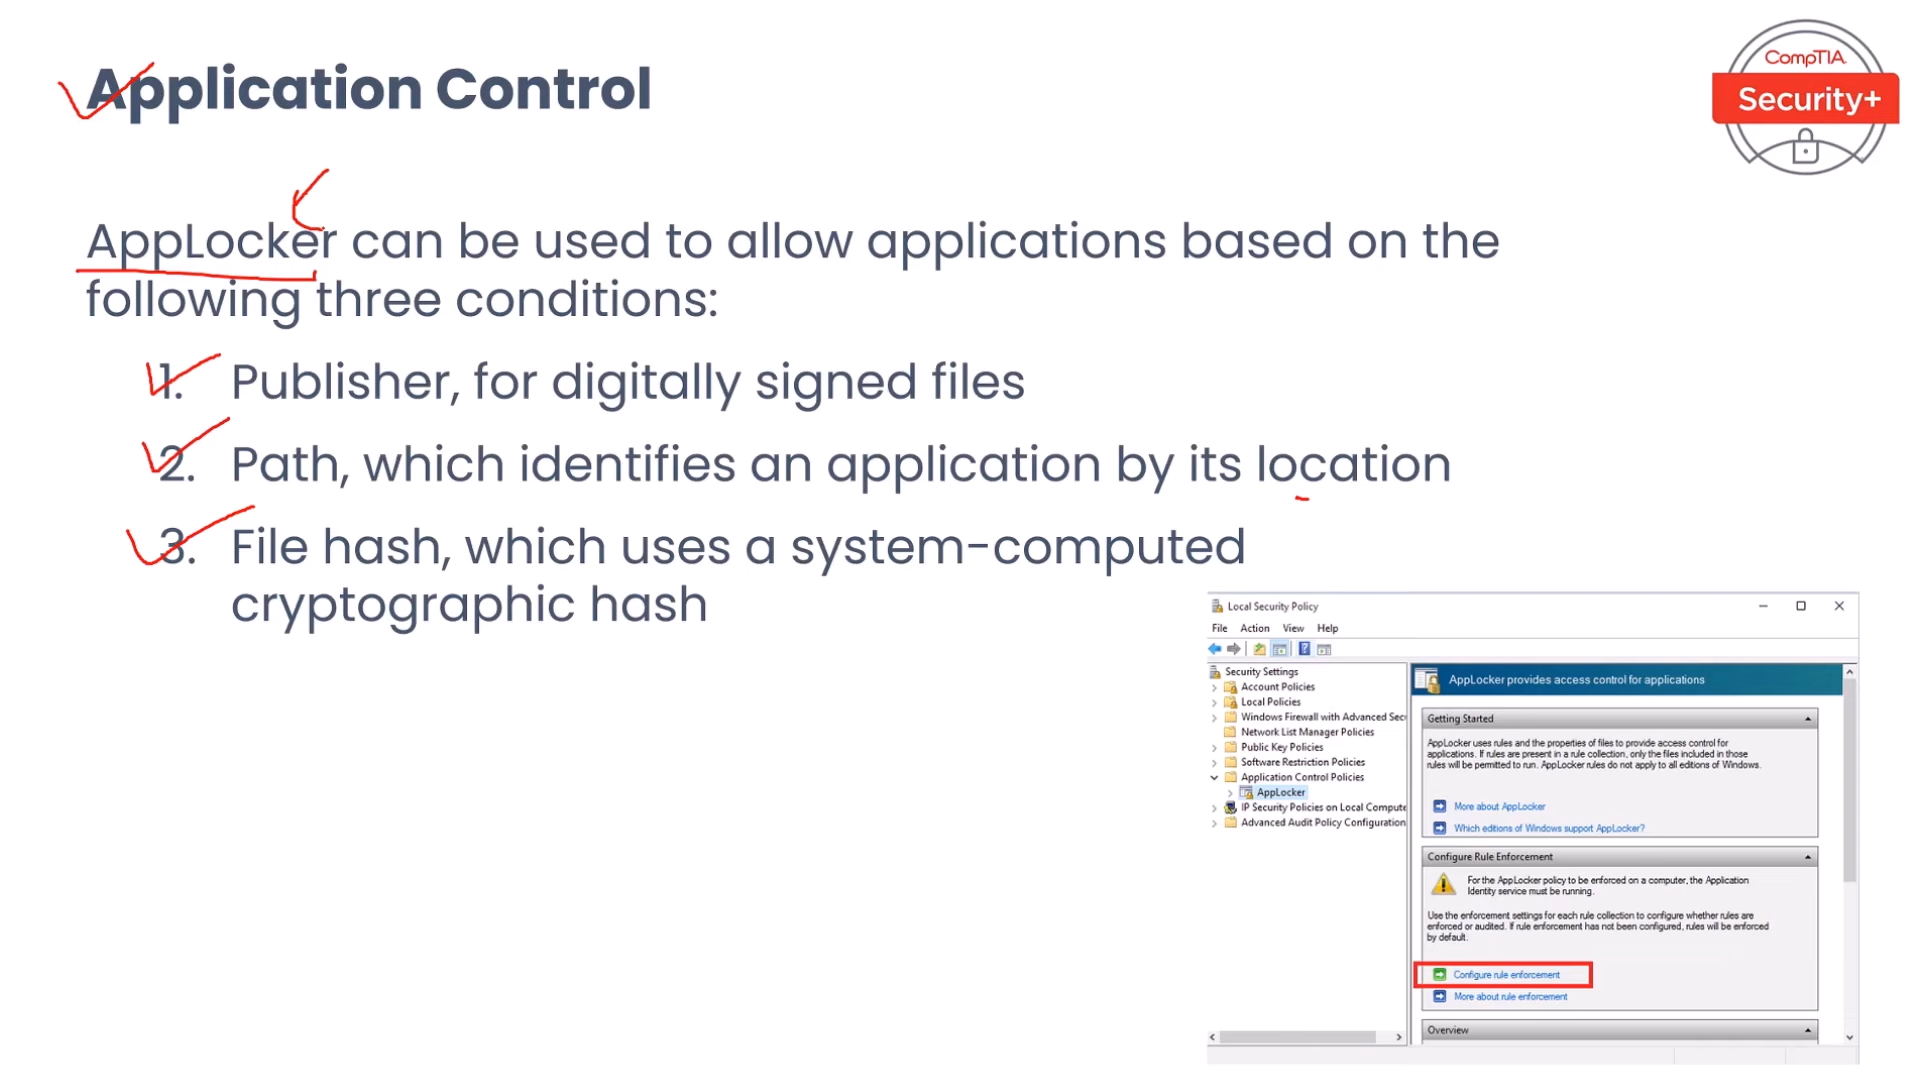 Application Control
CompTIA.
Security+
AppLocker can be used to allow applications based on the
following three conditions:
1. Publisher, for digitally signed files
2. Path, which identifies an application by its location
3. File hash, which uses a system-computed
cryptographic hash
Local Security Policy
File Action View Help
Security Settings
Account Policies
Local Policies
Windows Firewall with Advanced Sec
Network List Manager Policies
Public Key Policies
Software Restriction Policies
Application Control Policies
AppLocker
IP Security Policies on Local Compute
Advanced Audit Policy Configuration
AppLocker provides access control for applications
Getting Started
AppLocker uses rules and the properties of files to provide access control for
applications. If rules are present in a rule collection, only the files included in those
rules will be permitted to run. AppLocker rules do not apply to all editions of Windows.
More about AppLocker
Which editions of Windows support AppLocker?
Configure Rule Enforcement
For the AppLocker policy to be enforced on a computer, the Application
Identity service must be running.
Use the enforcement settings for each rule collection to configure whether rules are
enforced or audited. If rule enforcement has not been configured, rules will be enforced
by default.
Configure rule enforcement
More about rule enforcement
Overview